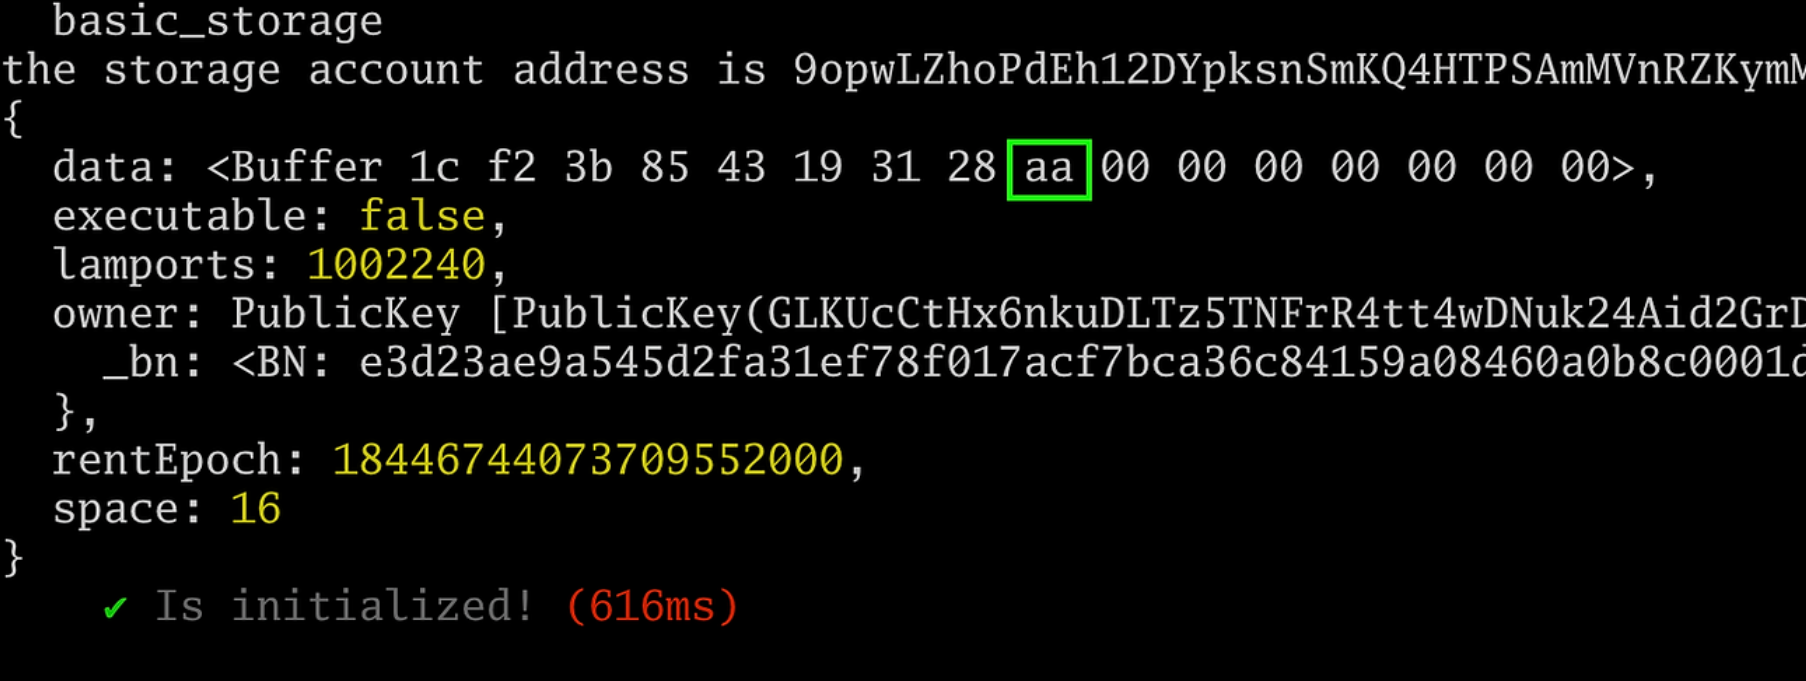 basic_storage
the storage account address is 9opwLZhoPdEh12DYpksnSmKQ4HTPSAmMVnRZKymM
{
data: <Buffer 1c f2 3b 85 43 19 31 28 aa 00 00 00 00 00 00 00>,
executable: false,
lamports: 1002240,
owner: PublicKey [PublicKey(GLKUcCtHx6nkuDLTz5TNFrR4tt4wDNuk24Aid2GrD
_bn: <BN: e3d23ae9a545d2fa31ef78f017acf7bca36c84159a08460a0b8c0001d
},
rentEpoch: 18446744073709552000,
space: 16
}
✔ Is initialized! (616ms)